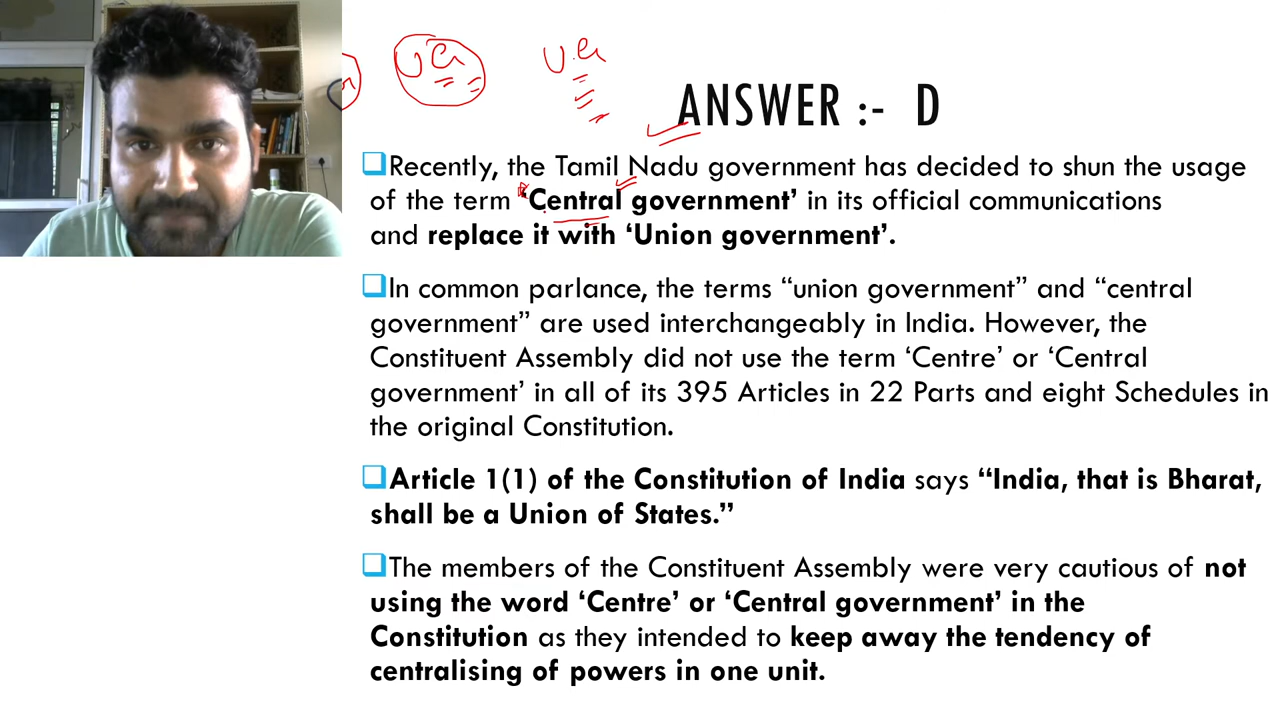 U G U.G
ANSWER :- D
Recently, the Tamil Nadu government has decided to shun the usage
of the term ‘Central government’ in its official communications
and replace it with ‘Union government’.
In common parlance, the terms “union government” and “central
government” are used interchangeably in India. However, the
Constituent Assembly did not use the term ‘Centre’ or ‘Central
government’ in all of its 395 Articles in 22 Parts and eight Schedules in
the original Constitution.
Article 1(1) of the Constitution of India says “India, that is Bharat,
shall be a Union of States.”
The members of the Constituent Assembly were very cautious of not
using the word ‘Centre’ or ‘Central government’ in the
Constitution as they intended to keep away the tendency of
centralising of powers in one unit.